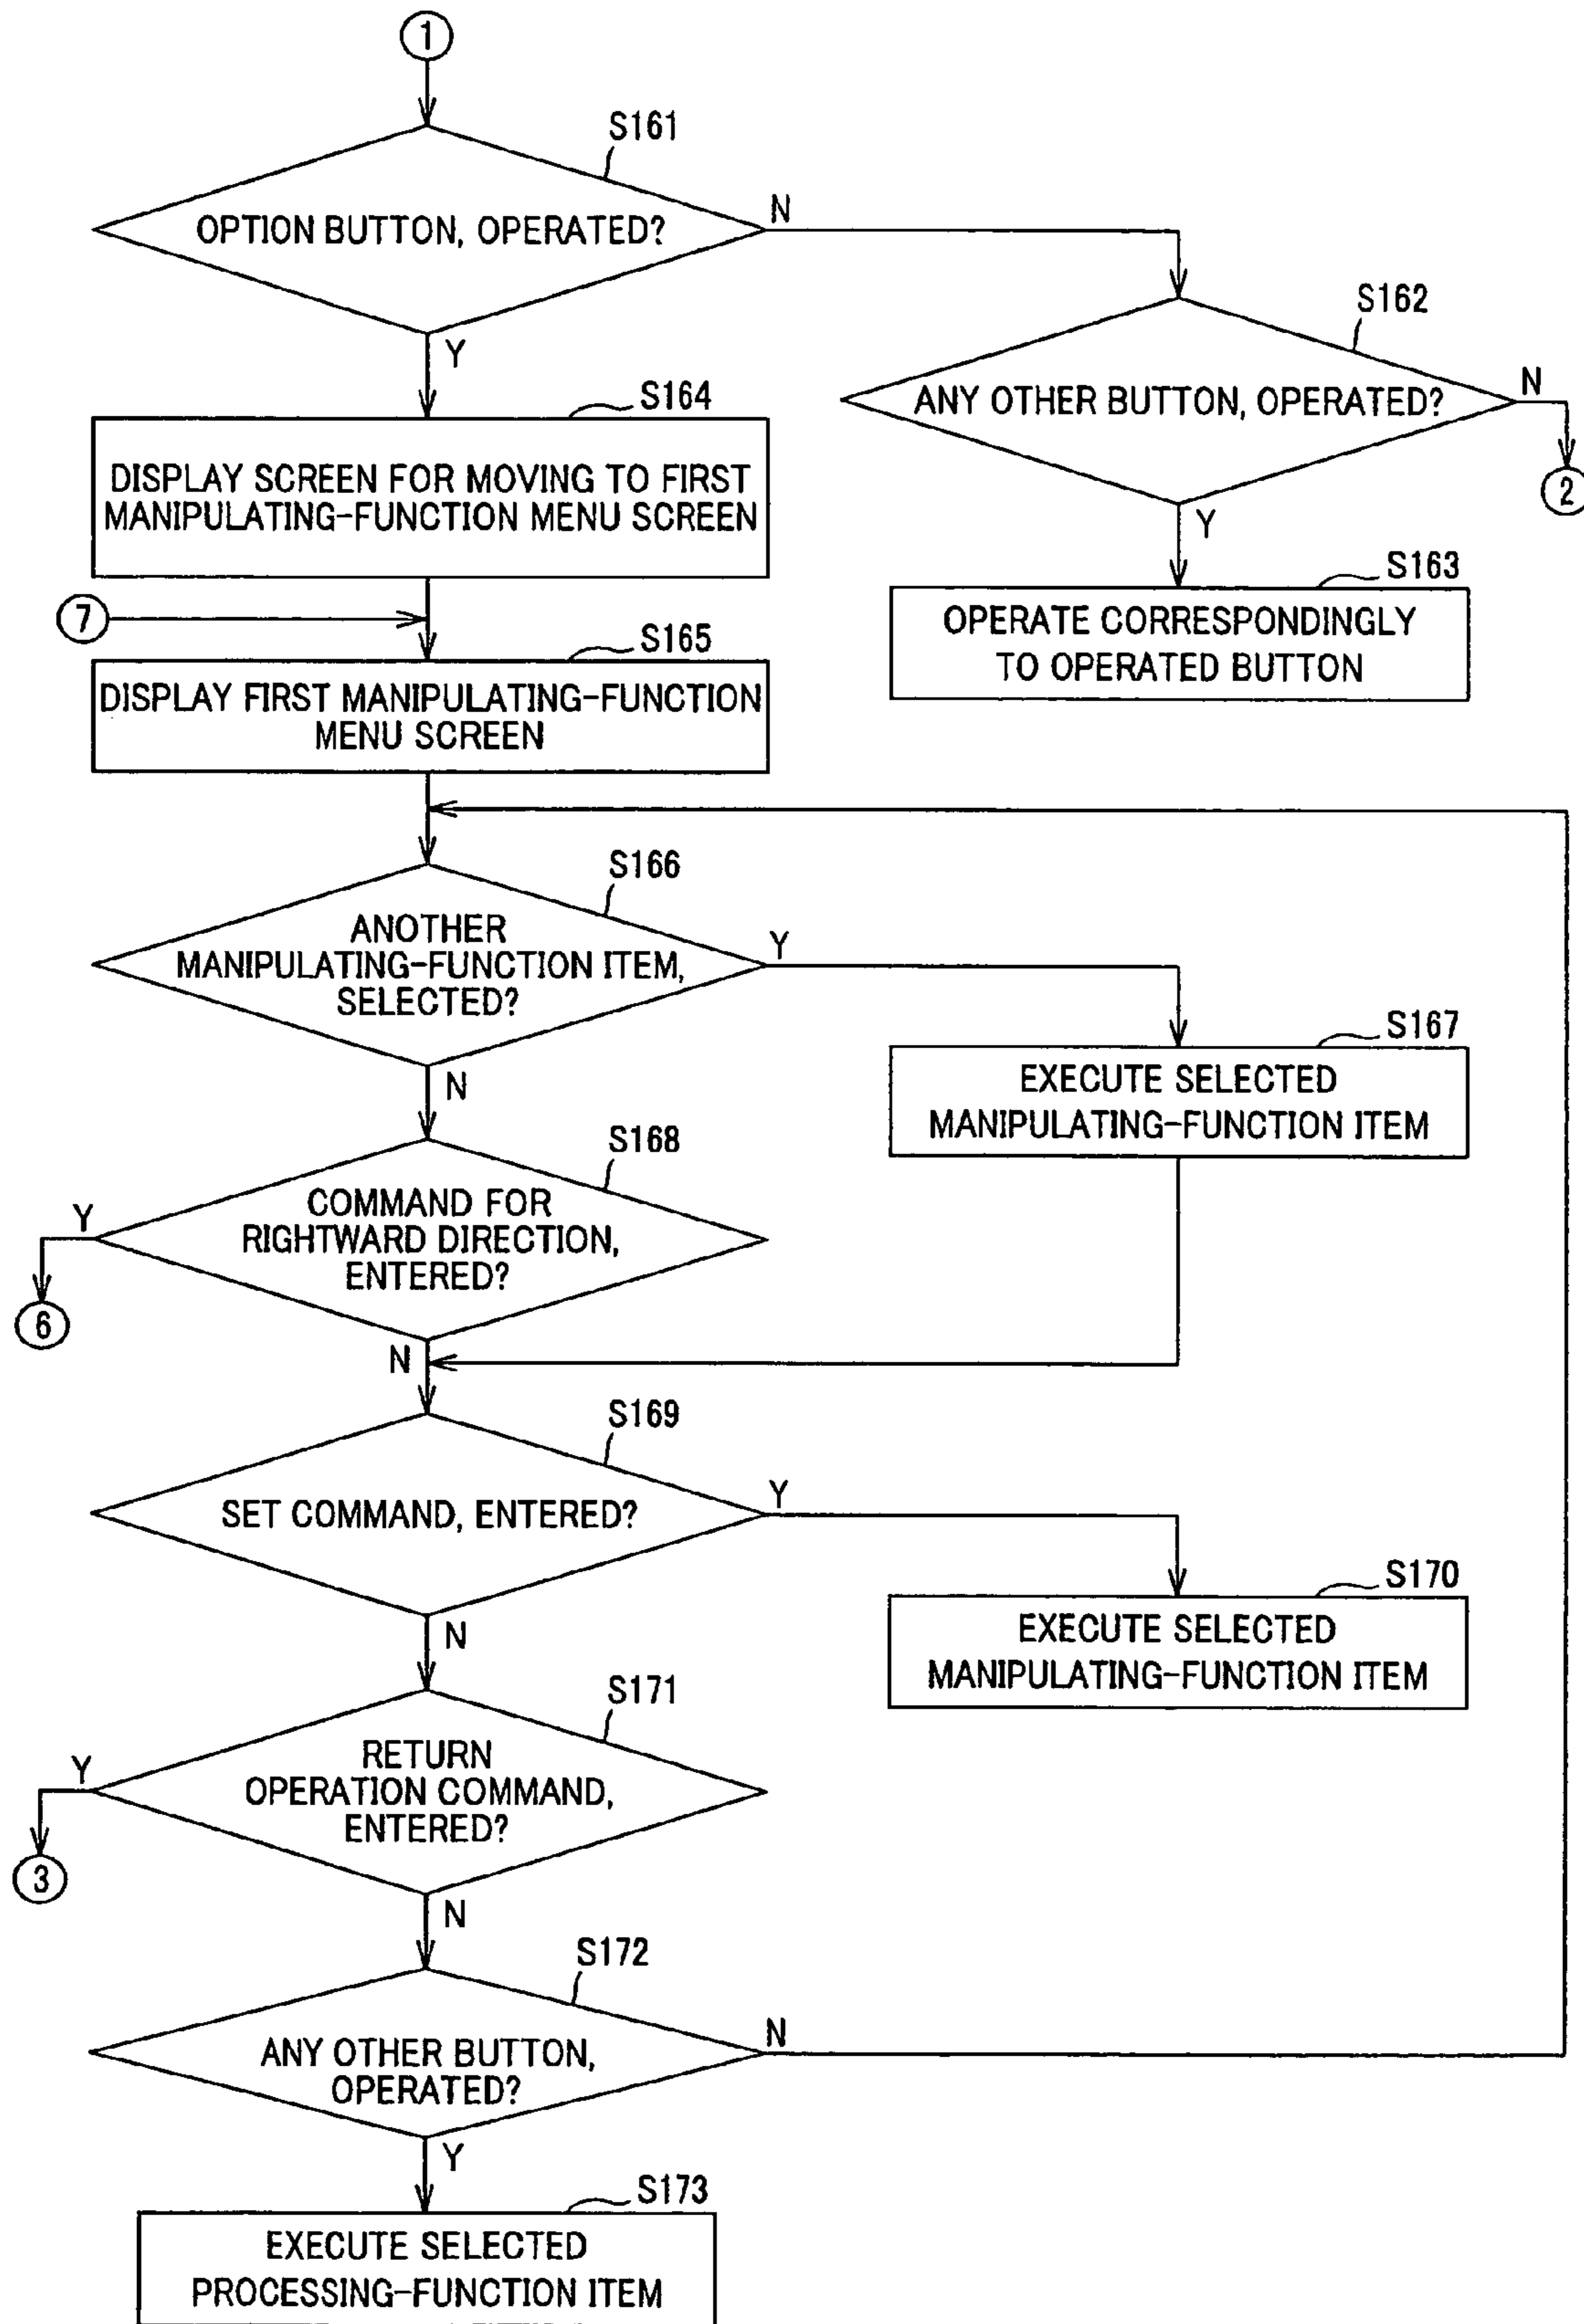 1
S161
OPTION BUTTON, OPERATED?
N
Y
S162
ANY OTHER BUTTON, OPERATED?
N
2
Y
S163
OPERATE CORRESPONDINGLY
TO OPERATED BUTTON
S164
DISPLAY SCREEN FOR MOVING TO FIRST
MANIPULATING-FUNCTION MENU SCREEN
7
S165
DISPLAY FIRST MANIPULATING-FUNCTION
MENU SCREEN
S166
ANOTHER
MANIPULATING-FUNCTION ITEM,
SELECTED?
Y
N
S167
EXECUTE SELECTED
MANIPULATING-FUNCTION ITEM
S168
COMMAND FOR
RIGHTWARD DIRECTION,
ENTERED?
Y
6
N
S169
SET COMMAND, ENTERED?
Y
N
S170
EXECUTE SELECTED
MANIPULATING-FUNCTION ITEM
S171
RETURN
OPERATION COMMAND,
ENTERED?
Y
3
N
S172
ANY OTHER BUTTON,
OPERATED?
N
Y
S173
EXECUTE SELECTED
PROCESSING-FUNCTION ITEM